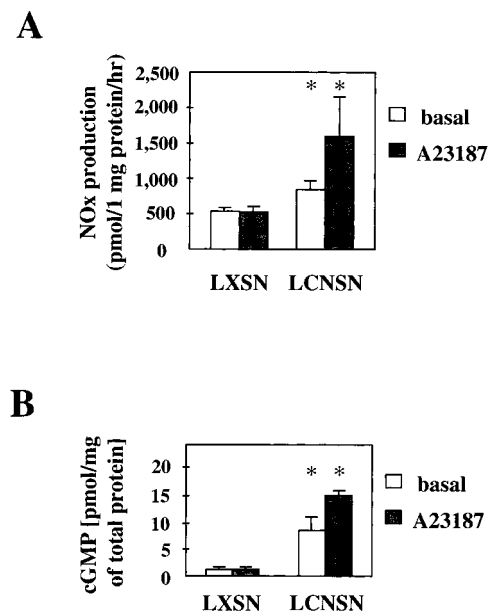 A
NOx production
(pmol/1 mg protein/hr)
2,500
2,000
1,500
1,000
500
0
* *
basal
A23187
LXSN LCNSN
B
cGMP [pmol/mg
of total protein]
20
15
10
5
0
* *
basal
A23187
LXSN LCNSN